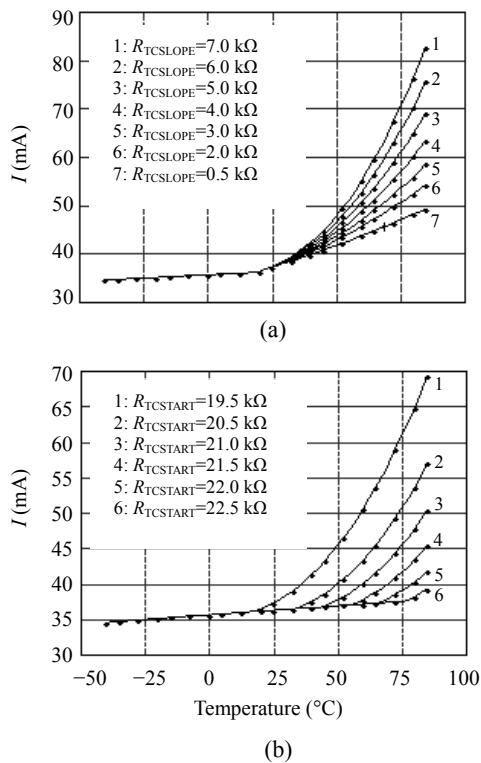 90
80
70
60
50
40
30
I (mA)
1: RTCSLOPE=7.0 kΩ
2: RTCSLOPE=6.0 kΩ
3: RTCSLOPE=5.0 kΩ
4: RTCSLOPE=4.0 kΩ
5: RTCSLOPE=3.0 kΩ
6: RTCSLOPE=2.0 kΩ
7: RTCSLOPE=0.5 kΩ
1
2
3
4
5
6
7
(a)
70
65
60
55
50
45
40
35
30
I (mA)
1: RTCSTART=19.5 kΩ
2: RTCSTART=20.5 kΩ
3: RTCSTART=21.0 kΩ
4: RTCSTART=21.5 kΩ
5: RTCSTART=22.0 kΩ
6: RTCSTART=22.5 kΩ
1
2
3
4
5
6
−50 −25 0 25 50 75 100
Temperature (°C)
(b)